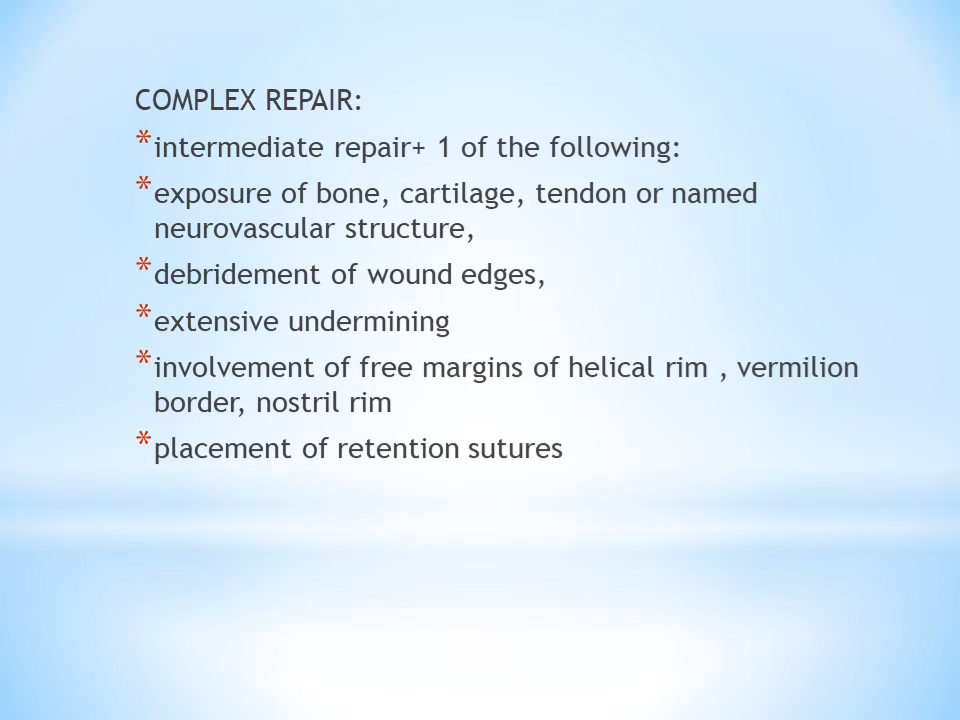 COMPLEX REPAIR:
* intermediate repair+ 1 of the following:
* exposure of bone, cartilage, tendon or named
neurovascular structure,
* debridement of wound edges,
* extensive undermining
* involvement of free margins of helical rim , vermilion
border, nostril rim
* placement of retention sutures